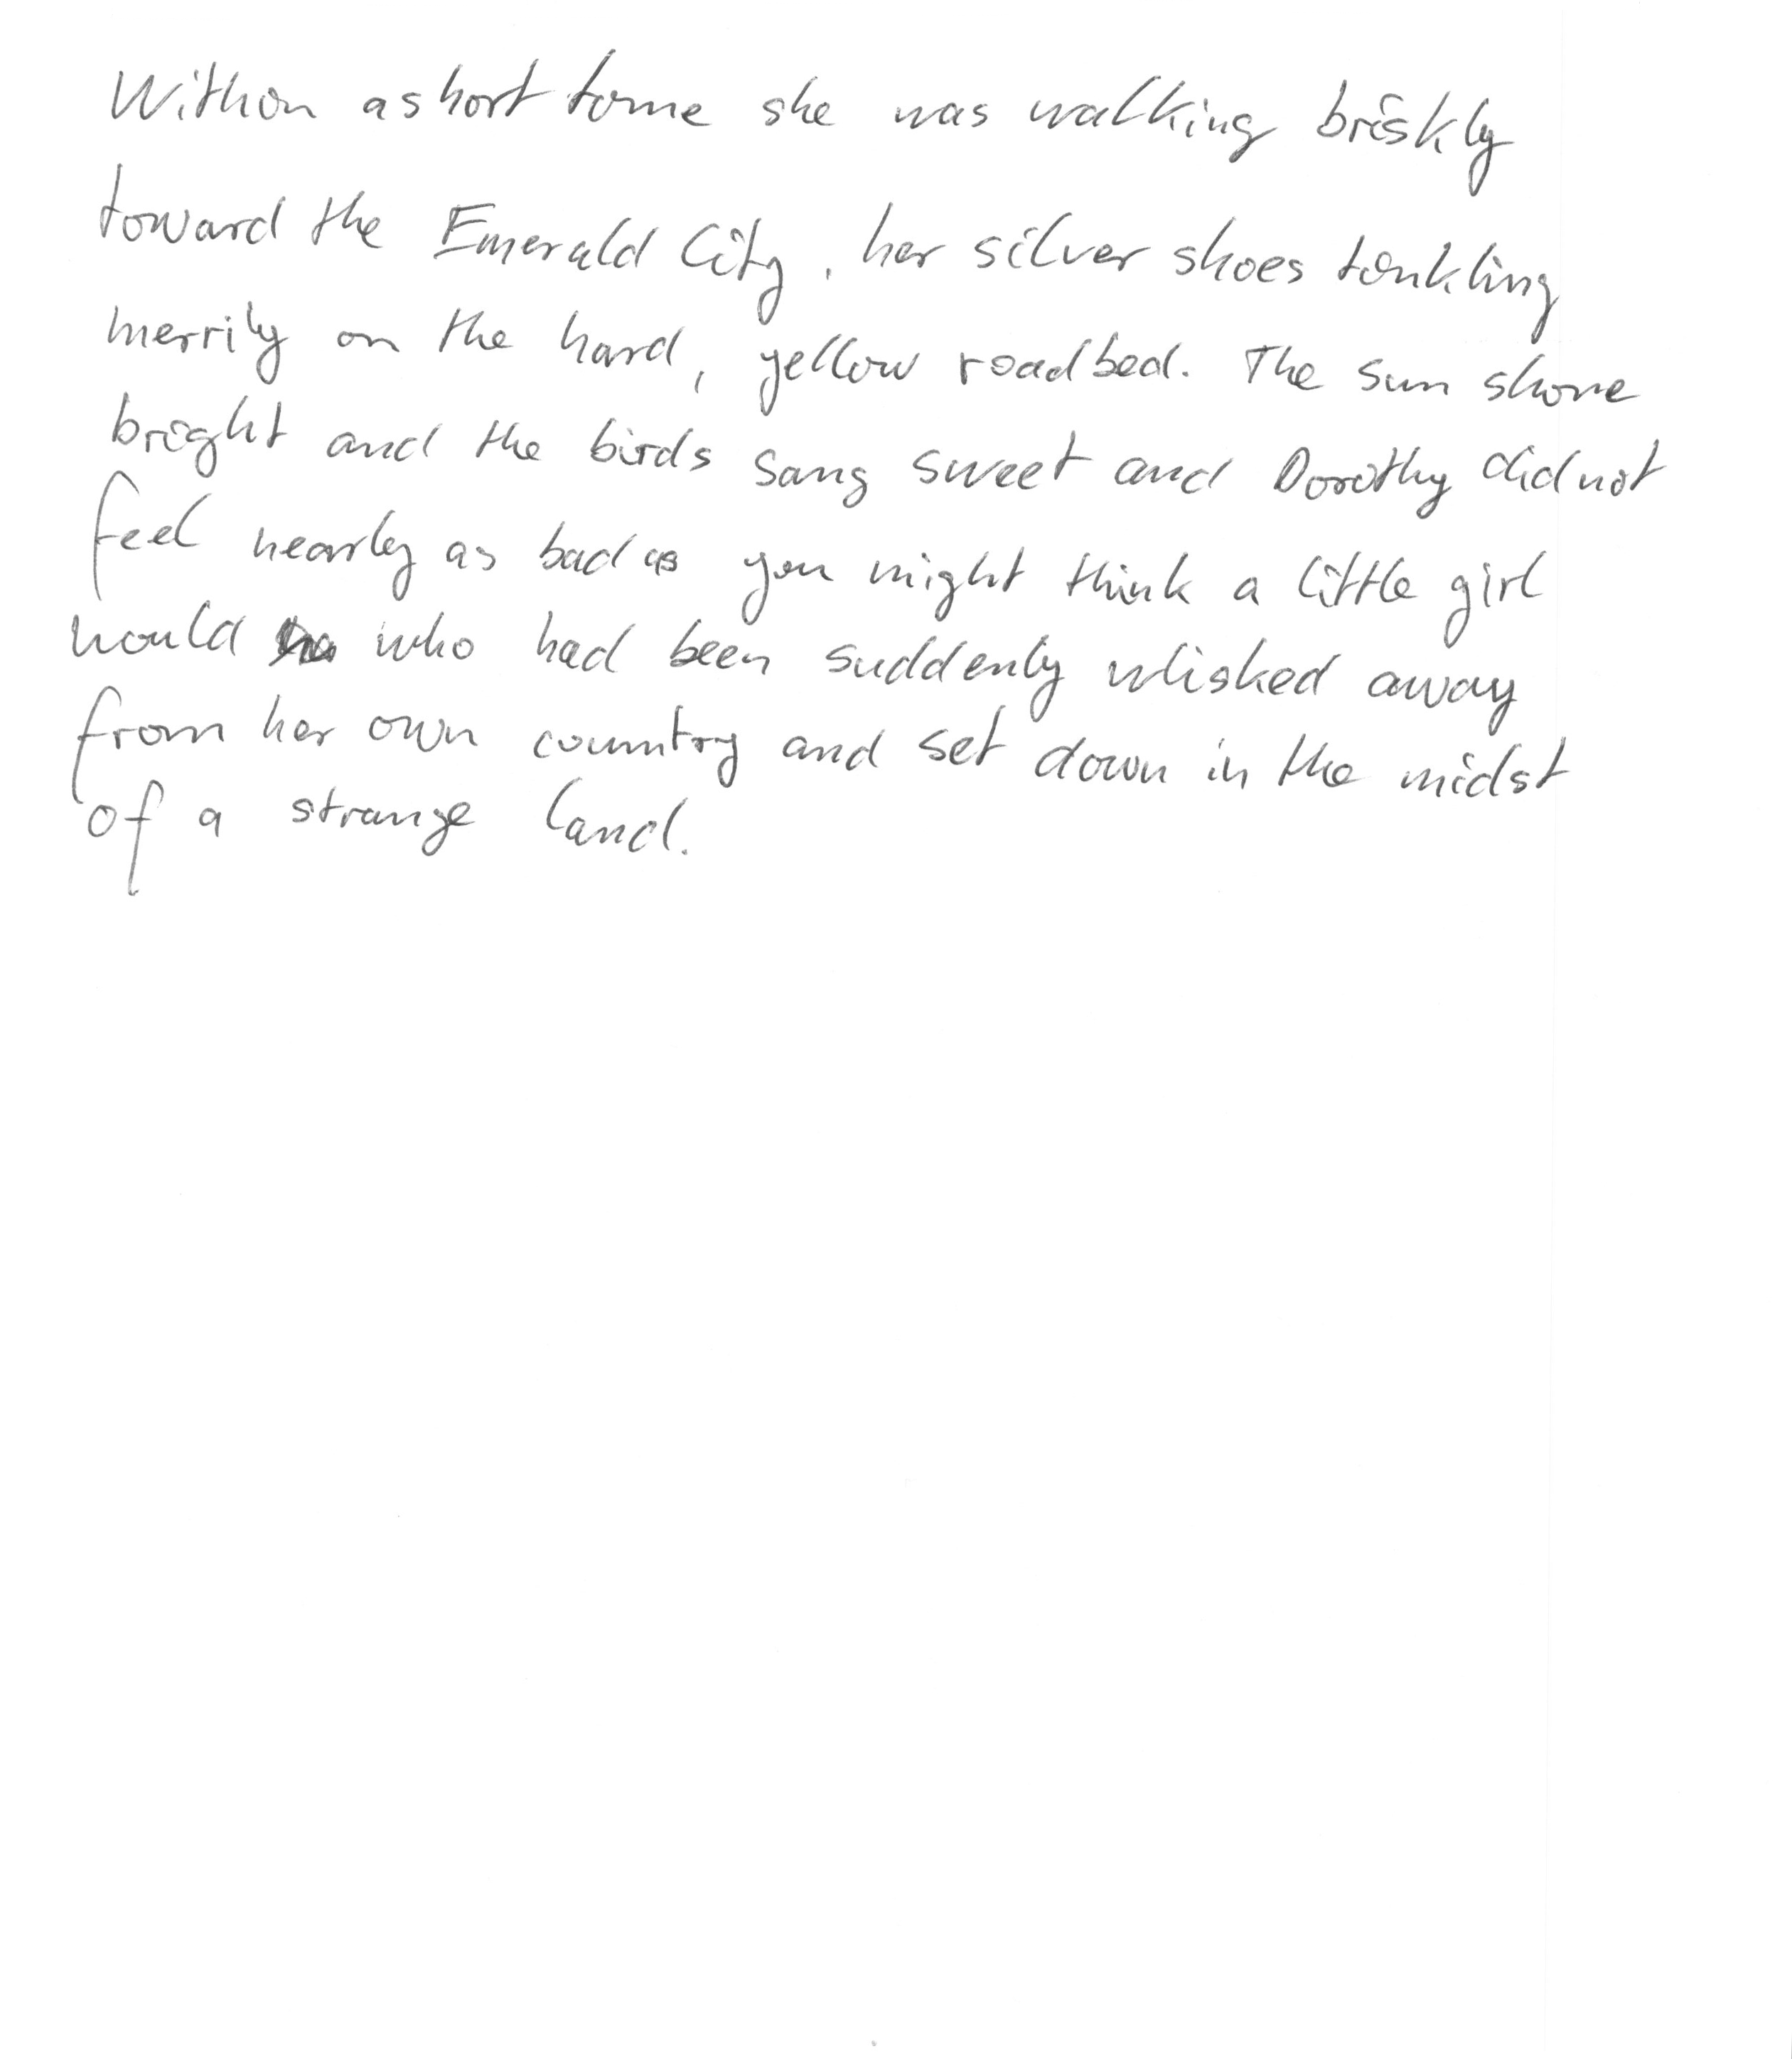 Within a short time she was walking briskly
toward the Emerald City, her silver shoes tinkling
merrily on the hard, yellow roadbed. The sun shone
bright and the birds sang sweet and Dorothy did not
feel nearly as bad as you might think a little girl
would who had been suddenly whisked away
from her own country and set down in the midst
of a strange land.